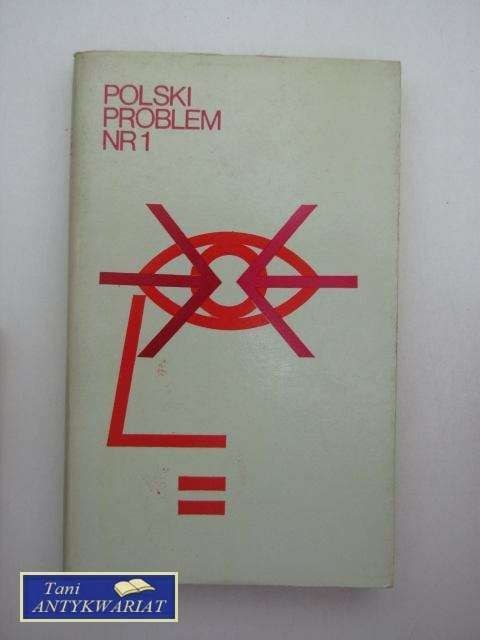 POLSKI
PROBLEM
NR 1
Tani
ANTYKWARIAT